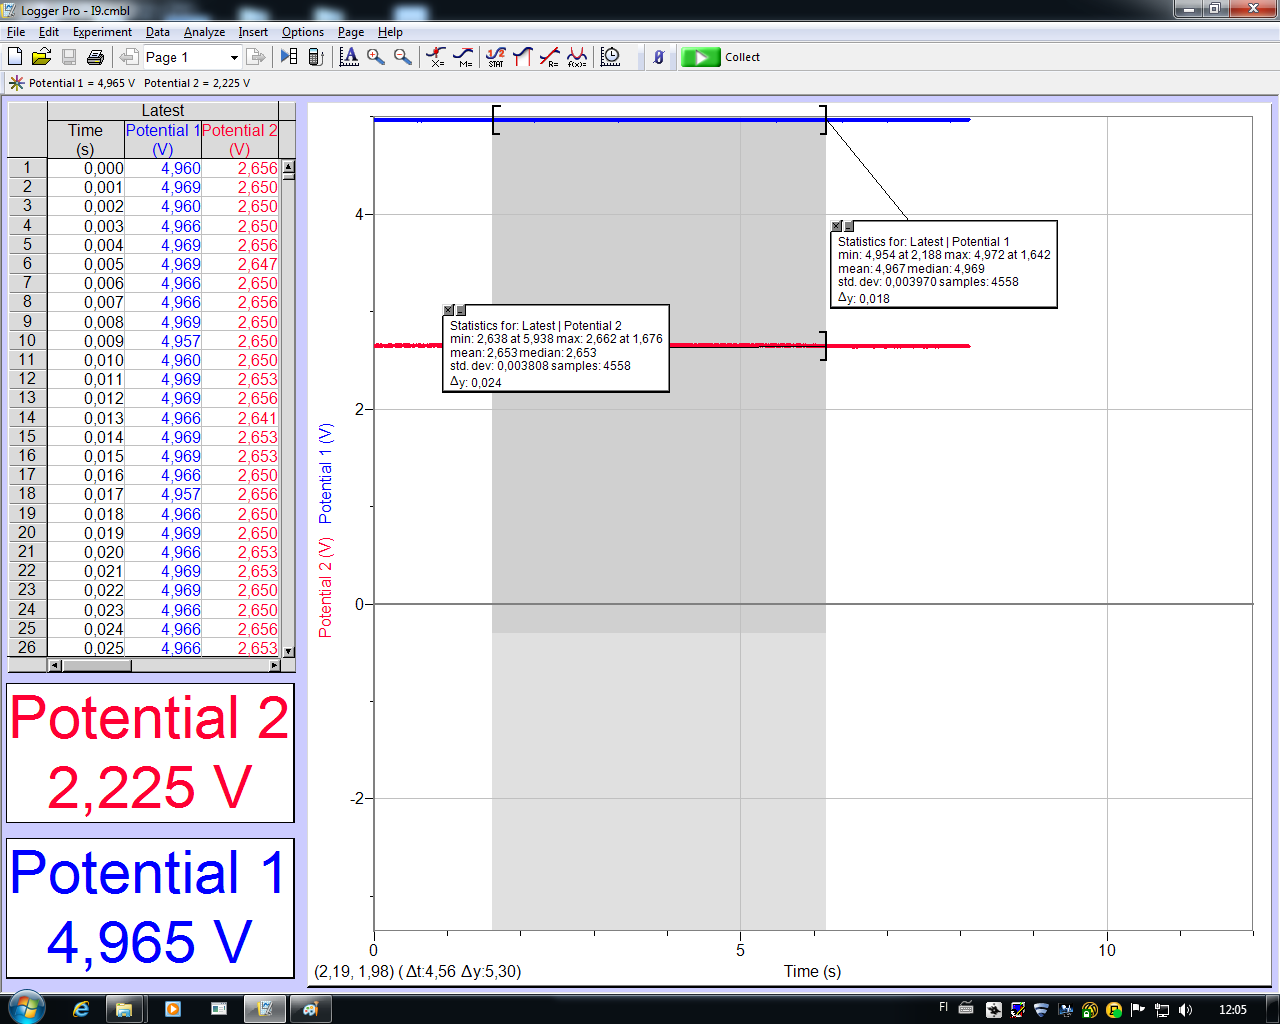 Logger Pro - I9.cmbl
File Edit Experiment Data Analyze Insert Options Page Help
Page 1
X= M= STAT R= f(x)= Collect
Potential 1 = 4,965 V Potential 2 = 2,225 V
Latest
Time Potential 1 Potential 2
(s) (V) (V)
1 0,000 4,960 2,656
2 0,001 4,969 2,650
3 0,002 4,960 2,650
4 0,003 4,966 2,650
5 0,004 4,969 2,656
6 0,005 4,969 2,647
7 0,006 4,966 2,650
8 0,007 4,966 2,656
9 0,008 4,969 2,650
10 0,009 4,957 2,650
11 0,010 4,960 2,650
12 0,011 4,969 2,653
13 0,012 4,969 2,656
14 0,013 4,966 2,641
15 0,014 4,969 2,653
16 0,015 4,969 2,653
17 0,016 4,966 2,650
18 0,017 4,957 2,656
19 0,018 4,966 2,650
20 0,019 4,969 2,650
21 0,020 4,966 2,653
22 0,021 4,969 2,653
23 0,022 4,969 2,650
24 0,023 4,966 2,650
25 0,024 4,966 2,656
26 0,025 4,966 2,653
Potential 2
2,225 V
Potential 1
4,965 V
Potential 2 (V) Potential 1 (V)
4
2
0
-2
Statistics for: Latest | Potential 1
min: 4,954 at 2,188 max: 4,972 at 1,642
mean: 4,967 median: 4,969
std. dev: 0,003970 samples: 4558
Δy: 0,018
Statistics for: Latest | Potential 2
min: 2,638 at 5,938 max: 2,662 at 1,676
mean: 2,653 median: 2,653
std. dev: 0,003808 samples: 4558
Δy: 0,024
0 5 10
(2,19, 1,98) (Δt:4,56 Δy:5,30)
Time (s)
FI 12:05